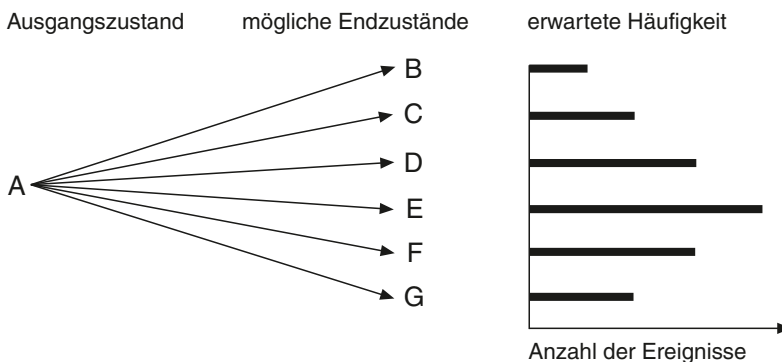 Ausgangszustand mögliche Endzustände erwartete Häufigkeit
B
C
D
A
E
F
G
Anzahl der Ereignisse